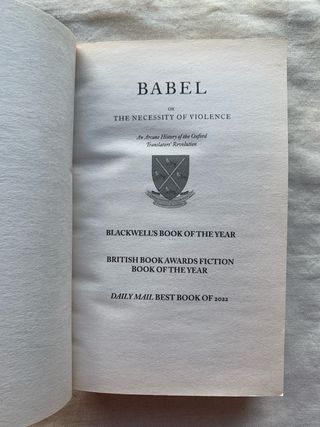 BABEL
OR
THE NECESSITY OF VIOLENCE
An Arcane History of the Oxford
Translators' Revolution
BLACKWELL'S BOOK OF THE YEAR
BRITISH BOOK AWARDS FICTION
BOOK OF THE YEAR
DAILY MAIL BEST BOOK OF 2022